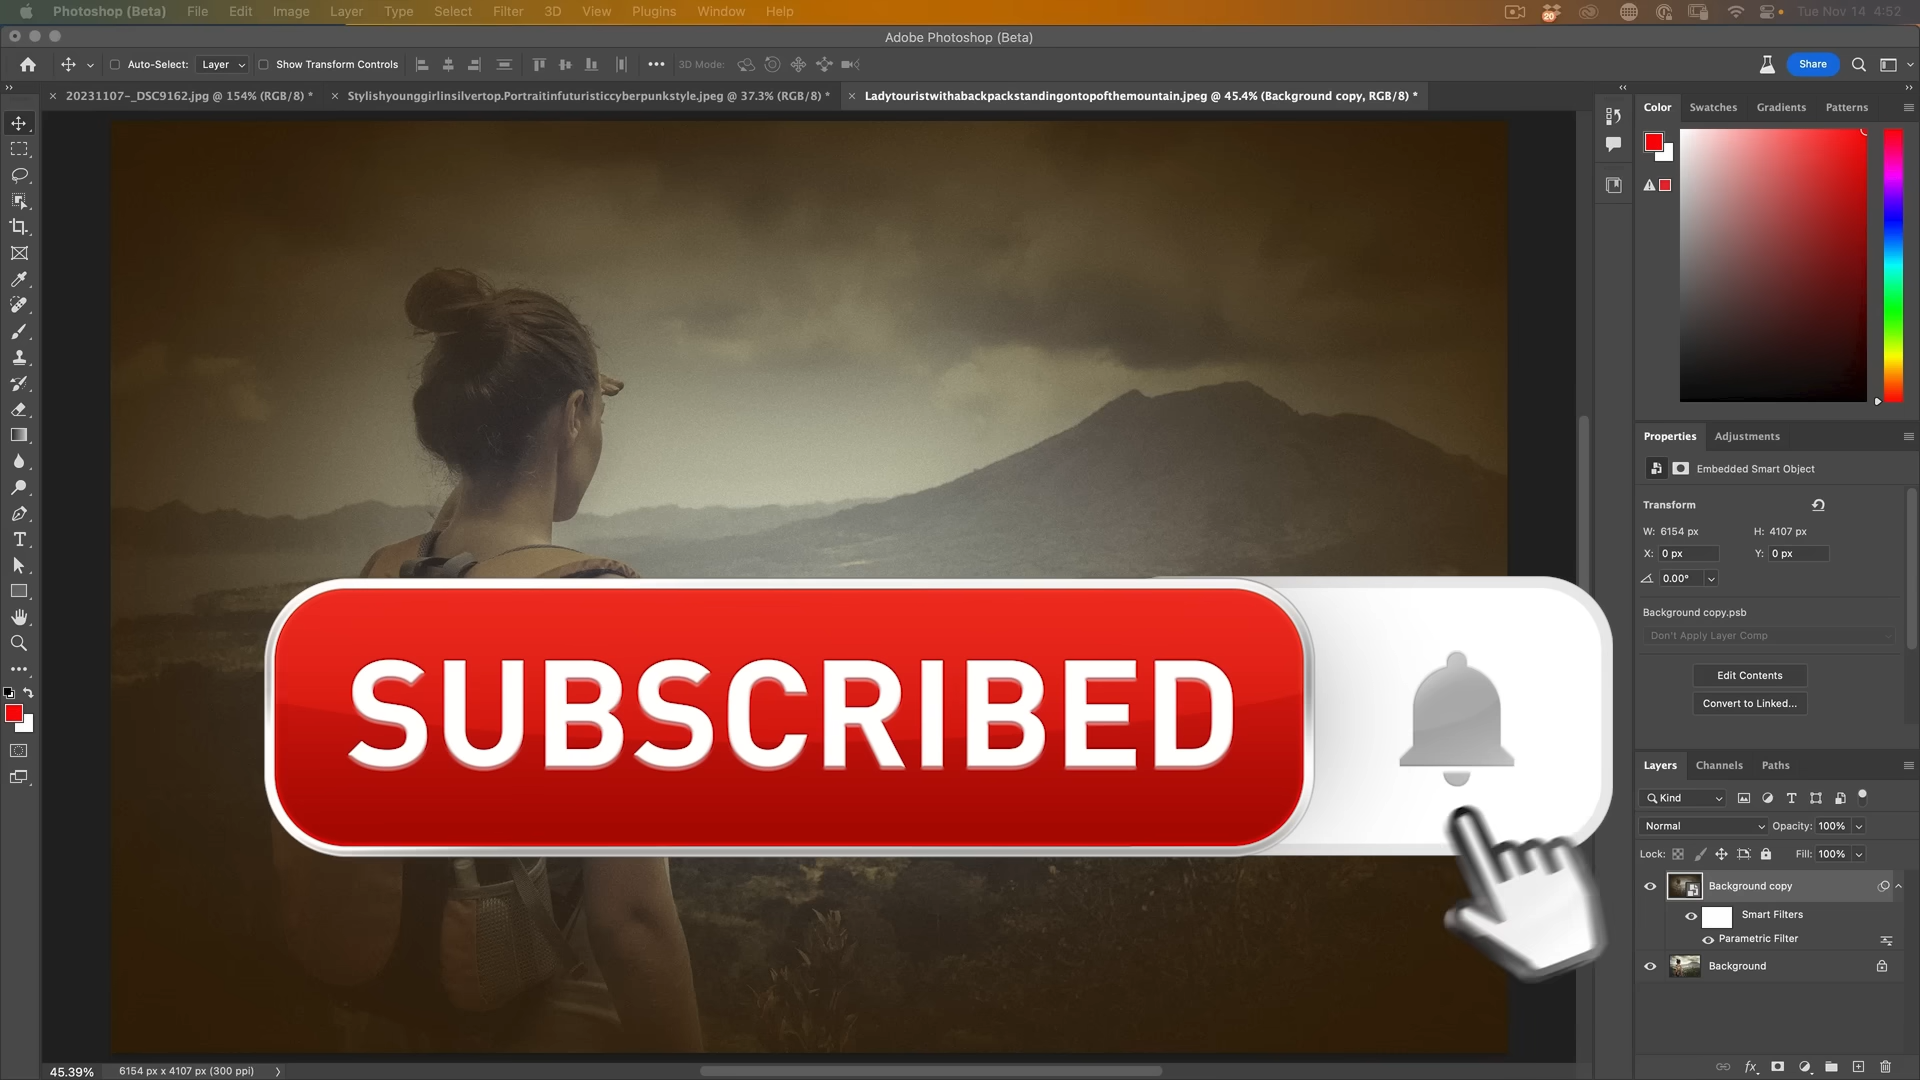 Photoshop (Beta) File Edit Image Layer Type Select Filter 3D View Plugins Window Help 20 Tue Nov 14 4:52
Adobe Photoshop (Beta)
Auto-Select: Layer Show Transform Controls 3D Mode: Share
20231107-_DSC9162.jpg @ 154% (RGB/8) * Stylishyounggirlinsilvertop.Portraitinfuturisticcyberpunkstyle.jpeg @ 37.3% (RGB/8) * Ladytouristwithabackpackstandingontopofthemountain.jpeg @ 45.4% (Background copy, RGB/8) *
Color Swatches Gradients Patterns
Properties Adjustments
Embedded Smart Object
Transform
W: 6154 px H: 4107 px
X: 0 px Y: 0 px
0.00°
Background copy.psb
Don't Apply Layer Comp
Edit Contents
Convert to Linked...
SUBSCRIBED
Layers Channels Paths
Kind
Normal Opacity: 100%
Lock: Fill: 100%
Background copy
Smart Filters
Parametric Filter
Background
45.39% 6154 px x 4107 px (300 ppi)
fx